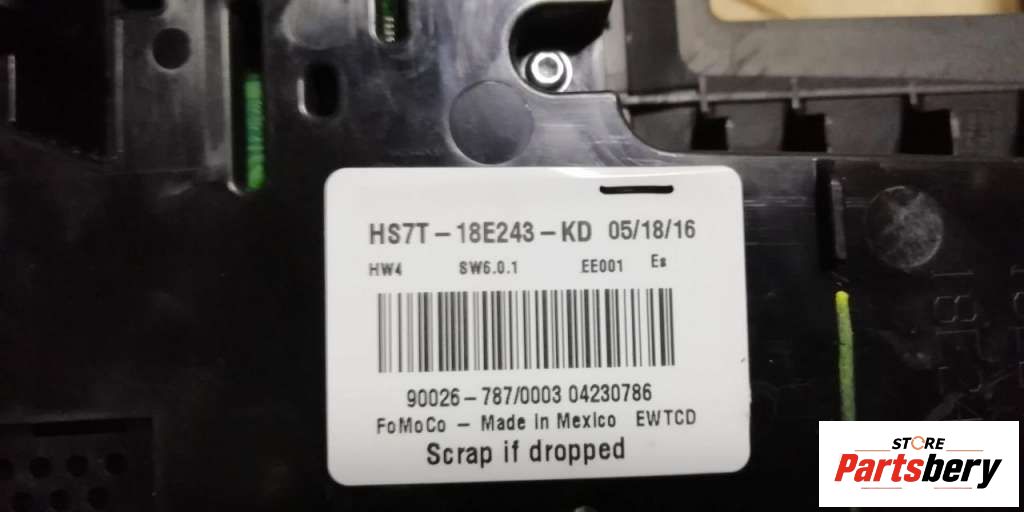 HS7T-18E243-KD 05/18/16
HW4 SW6.0.1 EE001 Es
90026-787/0003 04230786
FoMoCo - Made in Mexico EWTCD
Scrap if dropped
STORE
Partsbery